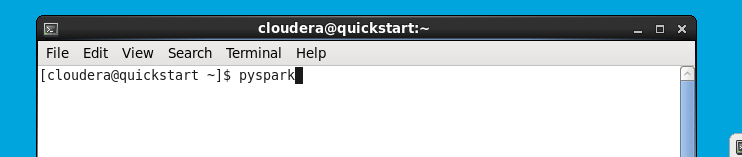 cloudera@quickstart:~
File Edit View Search Terminal Help
[cloudera@quickstart ~]$ pyspark